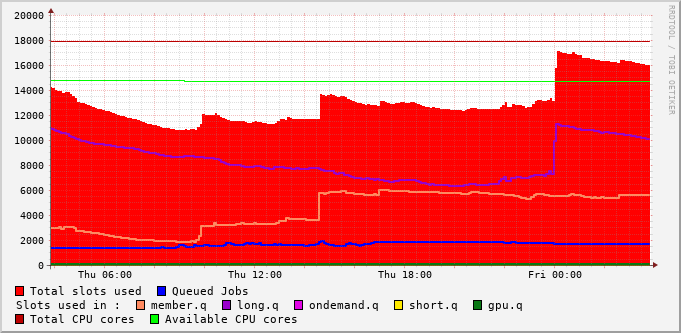 20000
18000
16000
14000
12000
10000
8000
6000
4000
2000
0
Thu 06:00 Thu 12:00 Thu 18:00 Fri 00:00
RRDTOOL / TOBI OETIKER
Total slots used Queued Jobs
Slots used in : member.q long.q ondemand.q short.q gpu.q
Total CPU cores Available CPU cores